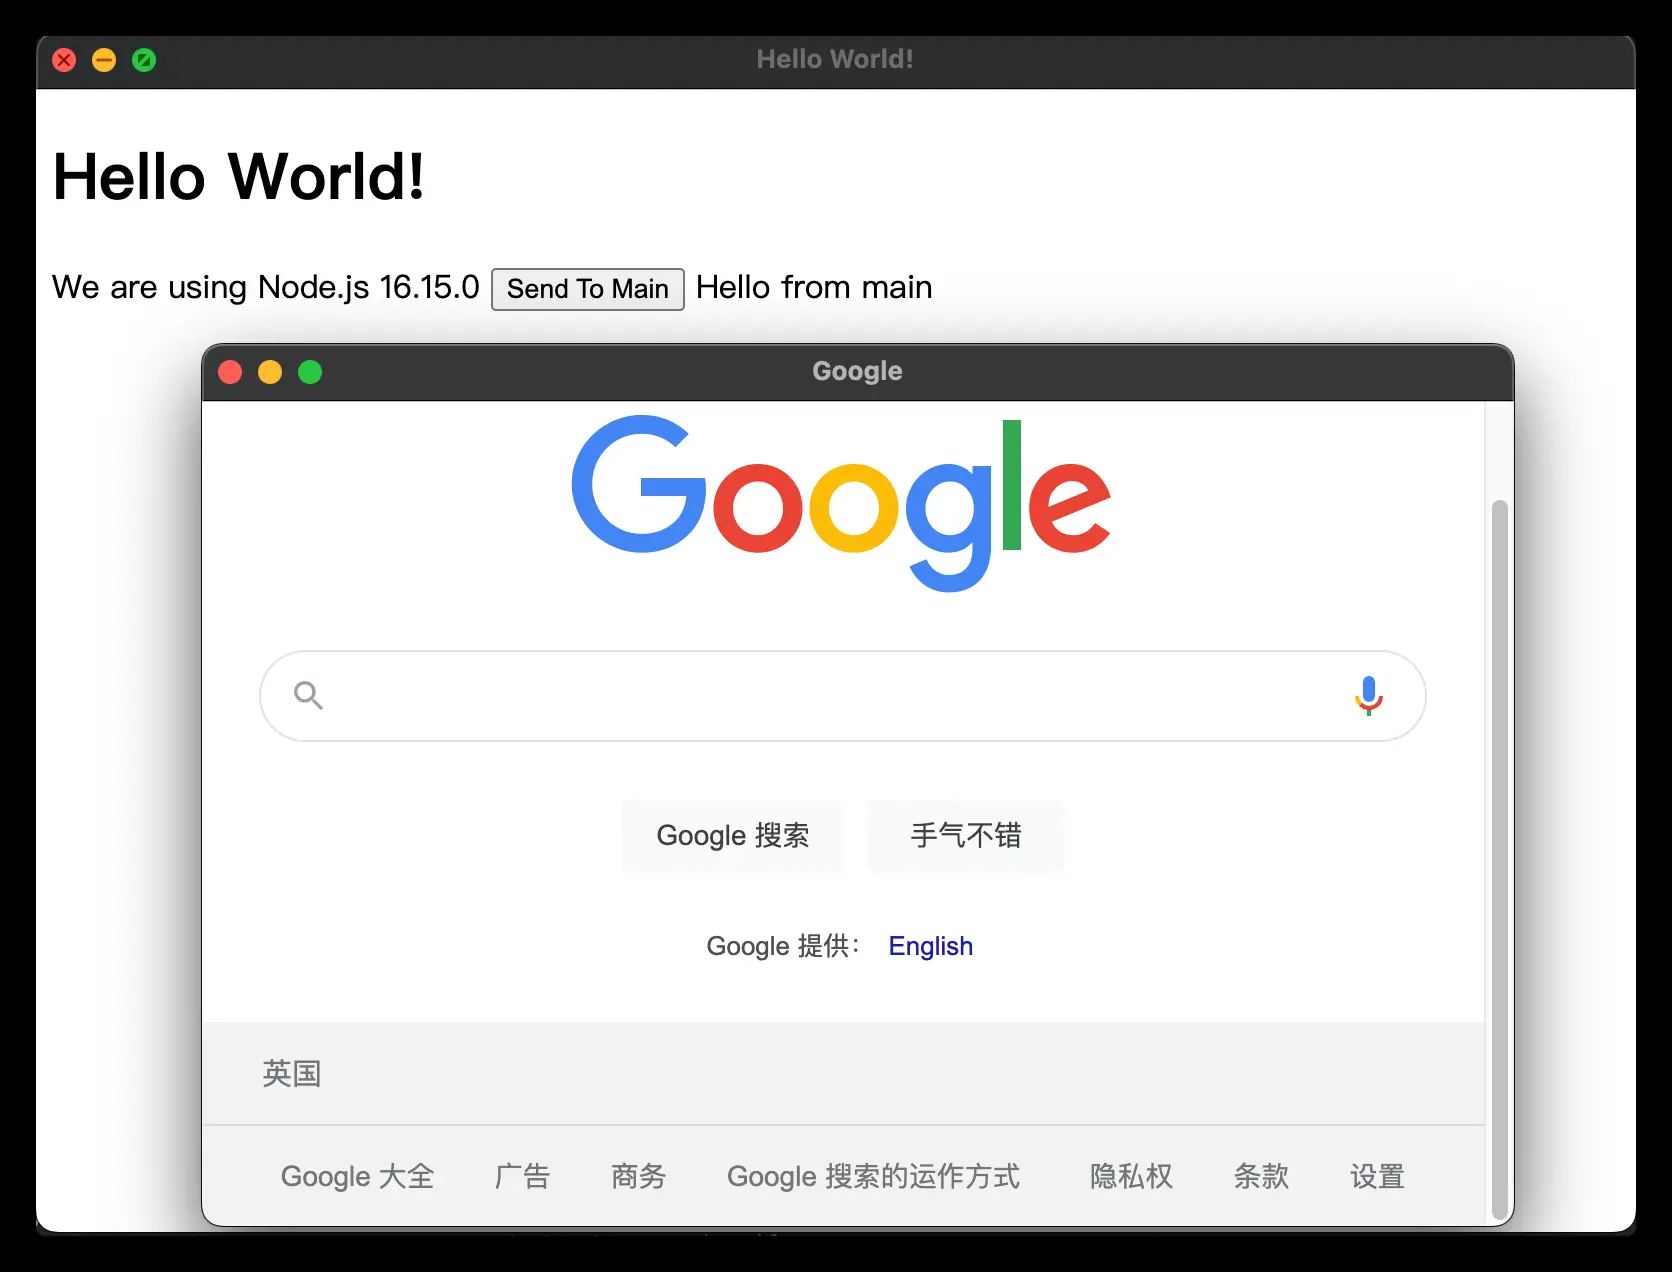 Hello World!
Hello World!
We are using Node.js 16.15.0 Send To Main Hello from main
Google
Google
Google 搜索 手气不错
Google 提供： English
英国
Google 大全 广告 商务 Google 搜索的运作方式 隐私权 条款 设置